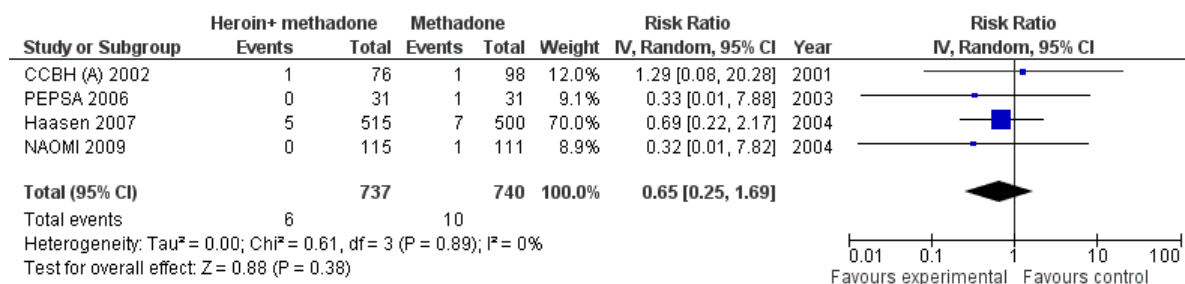 Heroin+ methadone Methadone Risk Ratio Risk Ratio
Study or Subgroup Events Total Events Total Weight IV, Random, 95% CI Year IV, Random, 95% CI
CCBH (A) 2002 1 76 1 98 12.0% 1.29 [0.08, 20.28] 2001
PEPSA 2006 0 31 1 31 9.1% 0.33 [0.01, 7.88] 2003
Haasen 2007 5 515 7 500 70.0% 0.69 [0.22, 2.17] 2004
NAOMI 2009 0 115 1 111 8.9% 0.32 [0.01, 7.82] 2004
Total (95% CI) 737 740 100.0% 0.65 [0.25, 1.69]
Total events 6 10
Heterogeneity: Tau² = 0.00; Chi² = 0.61, df = 3 (P = 0.89); I² = 0%
Test for overall effect: Z = 0.88 (P = 0.38)
0.01 0.1 1 10 100
Favours experimental Favours control